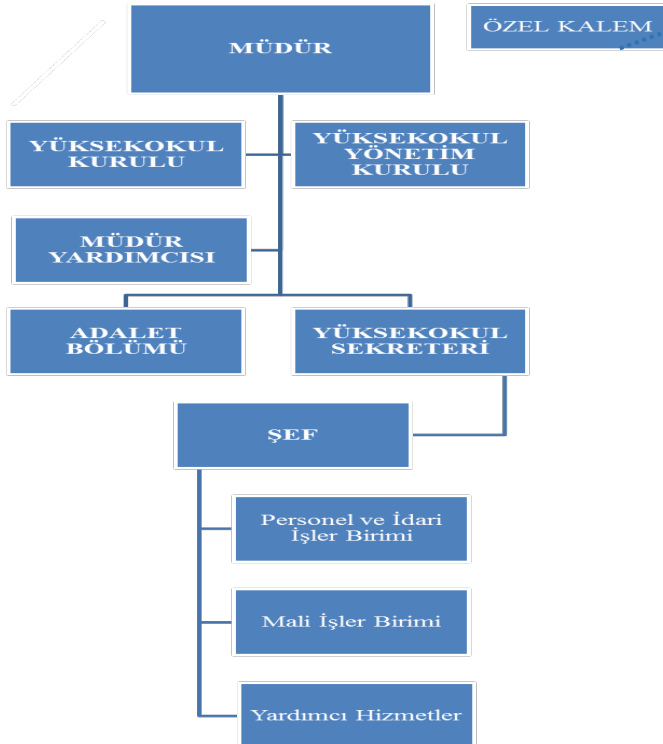 MÜDÜR
ÖZEL KALEM
YÜKSEKOKUL
KURULU
YÜKSEKOKUL
YÖNETİM
KURULU
MÜDÜR
YARDIMCISI
ADALET
BÖLÜMÜ
YÜKSEKOKUL
SEKRETERİ
ŞEF
Personel ve İdari
İşler Birimi
Mali İşler Birimi
Yardımcı Hizmetler